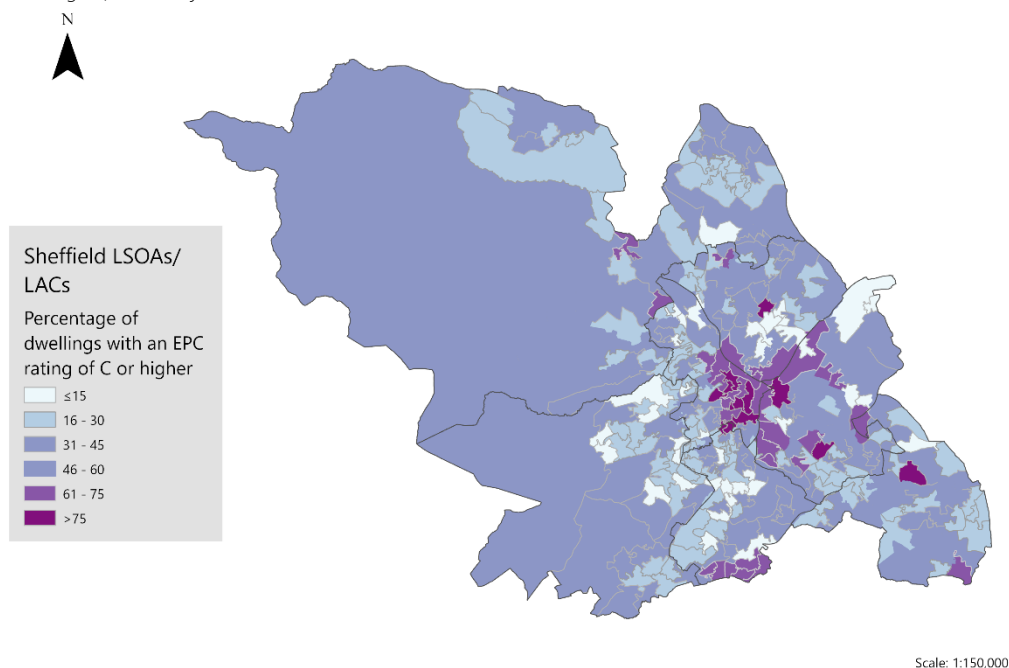 N
Sheffield LSOAs/
LACs
Percentage of
dwellings with an EPC
rating of C or higher
≤15
16 - 30
31 - 45
46 - 60
61 - 75
>75
Scale: 1:150.000